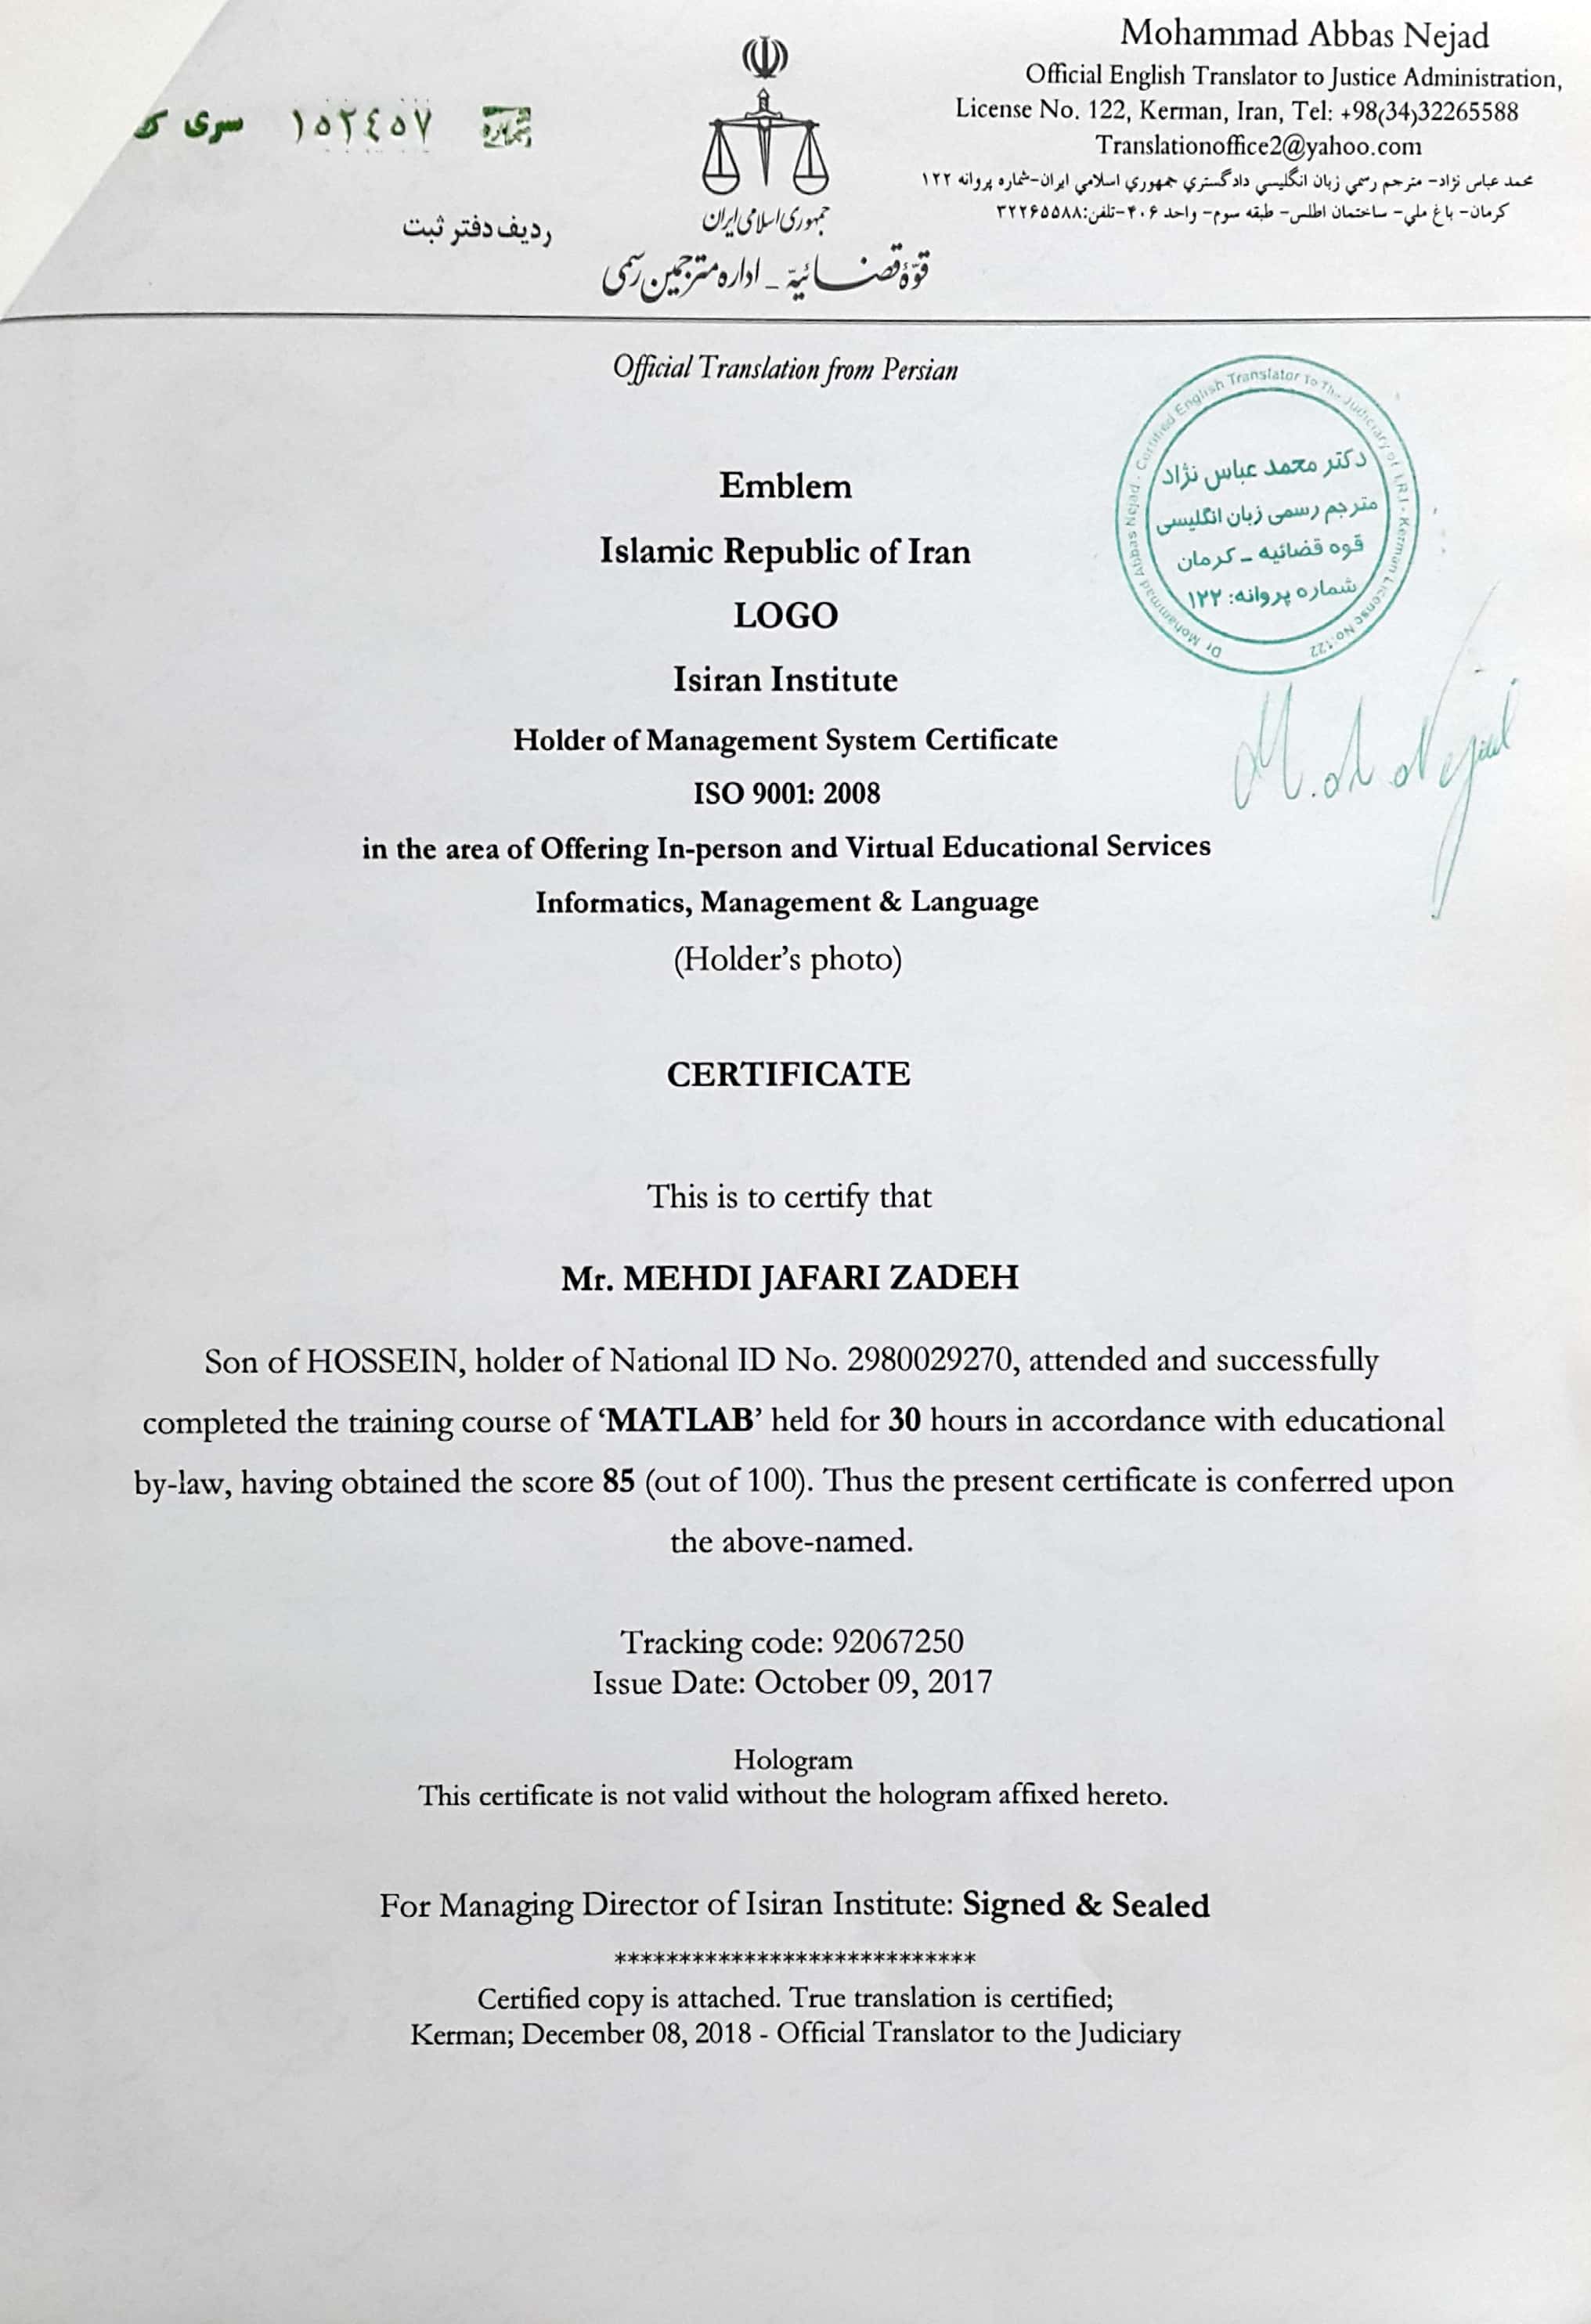 Mohammad Abbas Nejad
Official English Translator to Justice Administration,
License No. 122, Kerman, Iran, Tel: +98(34)32265588
Translationoffice2@yahoo.com
محمد عباس نژاد- مترجم رسمي زبان انگليسي دادگستري جمهوري اسلامي ايران-شماره پروانه ۱۲۲
كرمان- باغ ملي- ساختمان اطلس- طبقه سوم- واحد ۴۰۶-تلفن:۳۲۲۶۵۵۸۸
شماره ۱۵۲٤۵۷ سری ک
ردیف دفتر ثبت
جمهوری اسلامی ایران
قوّهٔ قضائیّه - اداره مترجمین رسمی
Official Translation from Persian
Dr Mohammad Abbas Nejad - Certified English Translator To The Judiciary of I.R.I - Kerman License No:122
دکتر محمد عباس نژاد
مترجم رسمی زبان انگلیسی
قوه قضائیه - کرمان
شماره پروانه: ۱۲۲
M. Nejad
Emblem
Islamic Republic of Iran
LOGO
Isiran Institute
Holder of Management System Certificate
ISO 9001: 2008
in the area of Offering In-person and Virtual Educational Services
Informatics, Management & Language
(Holder's photo)
CERTIFICATE
This is to certify that
Mr. MEHDI JAFARI ZADEH
Son of HOSSEIN, holder of National ID No. 2980029270, attended and successfully
completed the training course of ‘MATLAB’ held for 30 hours in accordance with educational
by-law, having obtained the score 85 (out of 100). Thus the present certificate is conferred upon
the above-named.
Tracking code: 92067250
Issue Date: October 09, 2017
Hologram
This certificate is not valid without the hologram affixed hereto.
For Managing Director of Isiran Institute: Signed & Sealed
****************************
Certified copy is attached. True translation is certified;
Kerman; December 08, 2018 - Official Translator to the Judiciary